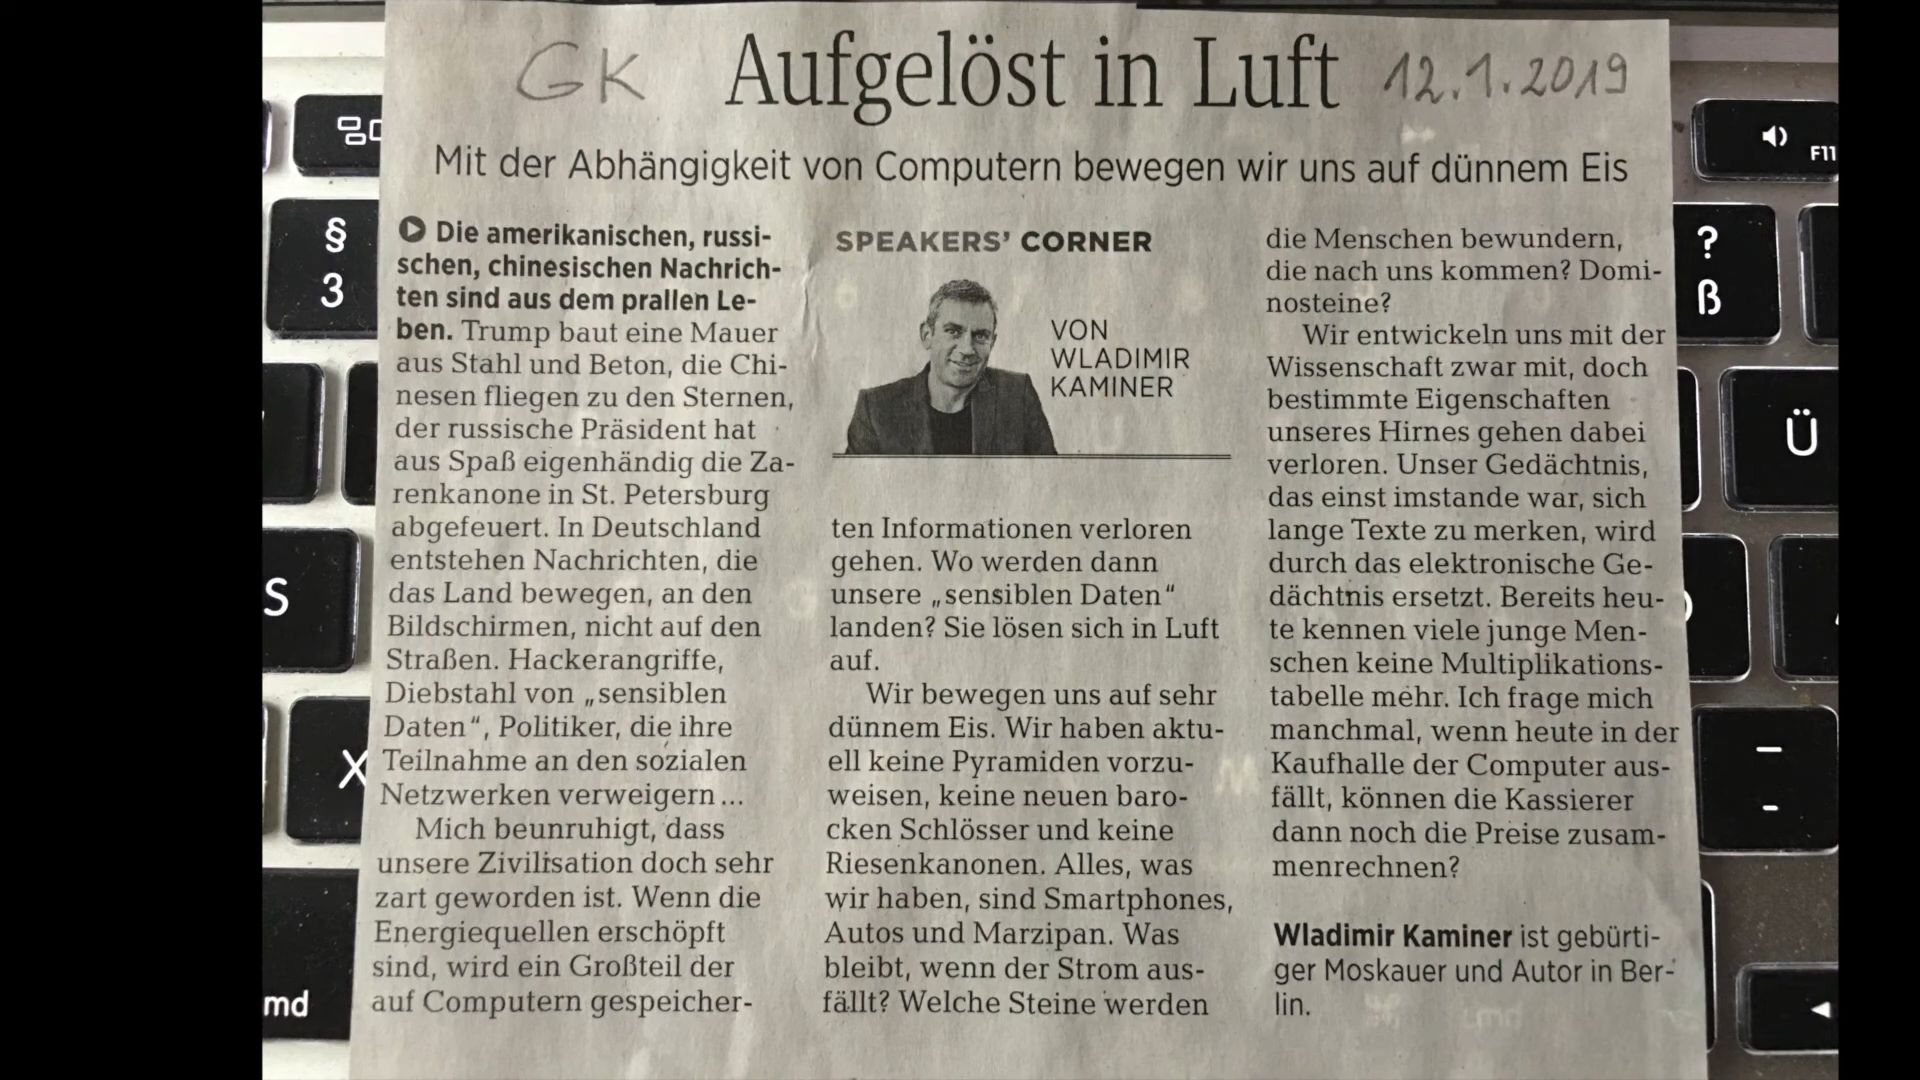 GK Aufgelöst in Luft 12.1.2019
Mit der Abhängigkeit von Computern bewegen wir uns auf dünnem Eis
Die amerikanischen, russi-
schen, chinesischen Nachrich-
ten sind aus dem prallen Le-
ben. Trump baut eine Mauer
aus Stahl und Beton, die Chi-
nesen fliegen zu den Sternen,
der russische Präsident hat
aus Spaß eigenhändig die Za-
renkanone in St. Petersburg
abgefeuert. In Deutschland
entstehen Nachrichten, die
das Land bewegen, an den
Bildschirmen, nicht auf den
Straßen. Hackerangriffe,
Diebstahl von „sensiblen
Daten“, Politiker, die ihre
Teilnahme an den sozialen
Netzwerken verweigern ...
Mich beunruhigt, dass
unsere Zivilisation doch sehr
zart geworden ist. Wenn die
Energiequellen erschöpft
sind, wird ein Großteil der
auf Computern gespeicher-
SPEAKERS’ CORNER
VON
WLADIMIR
KAMINER
ten Informationen verloren
gehen. Wo werden dann
unsere „sensiblen Daten“
landen? Sie lösen sich in Luft
auf.
Wir bewegen uns auf sehr
dünnem Eis. Wir haben aktu-
ell keine Pyramiden vorzu-
weisen, keine neuen baro-
cken Schlösser und keine
Riesenkanonen. Alles, was
wir haben, sind Smartphones,
Autos und Marzipan. Was
bleibt, wenn der Strom aus-
fällt? Welche Steine werden
die Menschen bewundern,
die nach uns kommen? Domi-
nosteine?
Wir entwickeln uns mit der
Wissenschaft zwar mit, doch
bestimmte Eigenschaften
unseres Hirnes gehen dabei
verloren. Unser Gedächtnis,
das einst imstande war, sich
lange Texte zu merken, wird
durch das elektronische Ge-
dächtnis ersetzt. Bereits heu-
te kennen viele junge Men-
schen keine Multiplikations-
tabelle mehr. Ich frage mich
manchmal, wenn heute in der
Kaufhalle der Computer aus-
fällt, können die Kassierer
dann noch die Preise zusam-
menrechnen?
Wladimir Kaminer ist gebürti-
ger Moskauer und Autor in Ber-
lin.
§
3
S
X
md
F11
?
ß
Ü
_
-